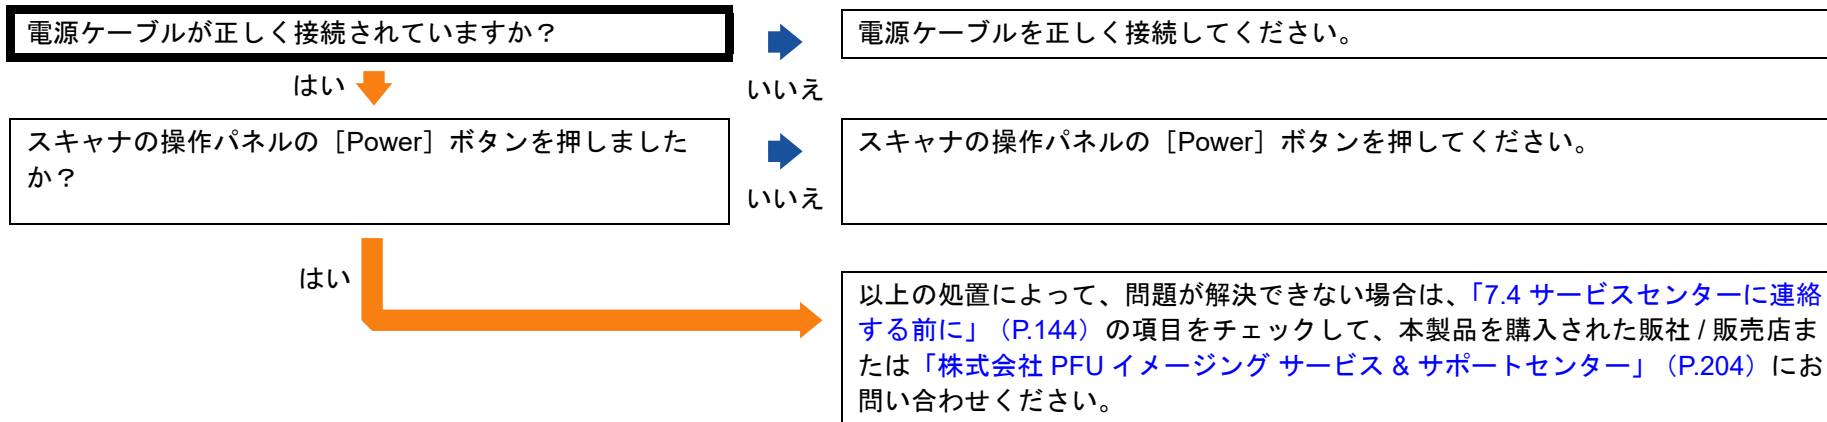 電源ケーブルが正しく接続されていますか？
電源ケーブルを正しく接続してください。
はい
いいえ
スキャナの操作パネルの［Power］ボタンを押しました
か？
スキャナの操作パネルの［Power］ボタンを押してください。
いいえ
はい
以上の処置によって、問題が解決できない場合は、「7.4 サービスセンターに連絡
する前に」（P.144）の項目をチェックして、本製品を購入された販社 / 販売店ま
たは「株式会社 PFU イメージング サービス & サポートセンター」（P.204）にお
問い合わせください。